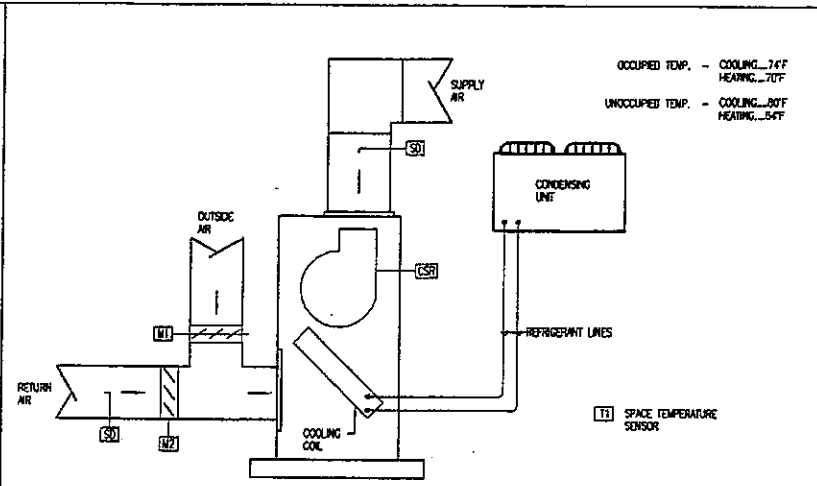 OCCUPIED TEMP. - COOLING...74°F
HEATING...70°F
UNOCCUPIED TEMP. - COOLING...80°F
HEATING...64°F
SUPPLY
AIR
SD
CONDENSING
UNIT
OUTSIDE
AIR
CSR
M1
REFRIGERANT LINES
RETURN
AIR
SD
M2
COOLING
COIL
T1 SPACE TEMPERATURE
SENSOR